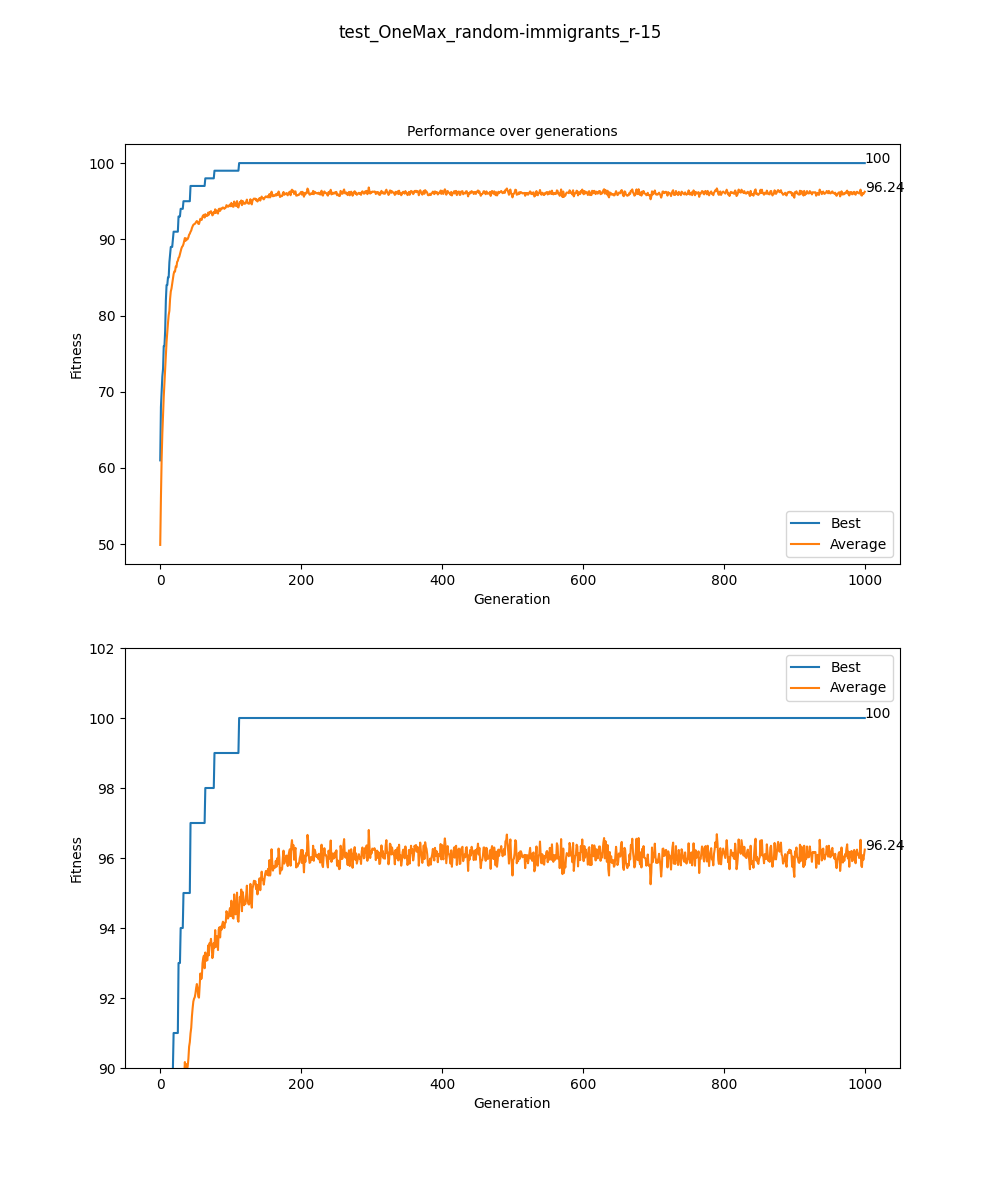 test_OneMax_random-immigrants_r-15
Performance over generations
Fitness
100
90
80
70
60
50
100
96.24
Best
Average
0 200 400 600 800 1000
Generation
Fitness
102
100
98
96
94
92
90
Best
Average
100
96.24
0 200 400 600 800 1000
Generation